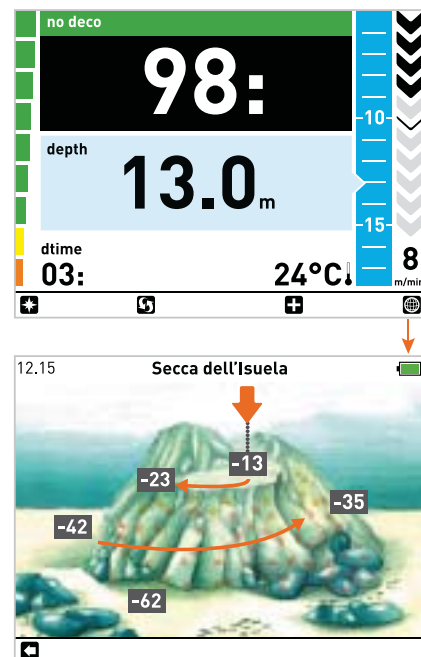 no deco
98:
-10-
depth
13.0 m
-15-
dtime
03:
24°C
8
m/min
12.15 Secca dell'Isuela
-13
-23
-35
-42
-62